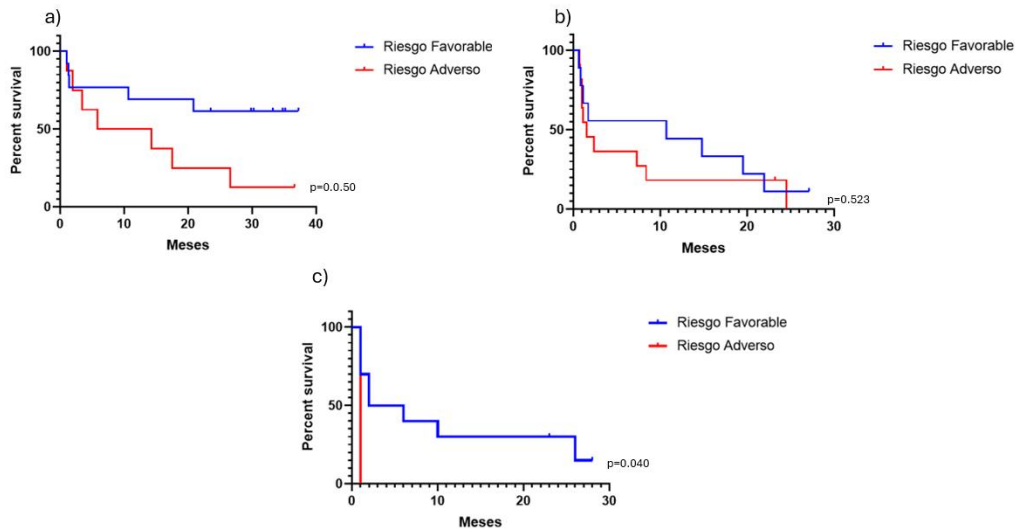 a)
Percent survival
100
50
0
0 10 20 30 40
Meses
Riesgo Favorable
Riesgo Adverso
p=0.0.50
b)
Percent survival
100
50
0
0 10 20 30
Meses
Riesgo Favorable
Riesgo Adverso
p=0.523
c)
Percent survival
100
50
0
0 10 20 30
Meses
Riesgo Favorable
Riesgo Adverso
p=0.040